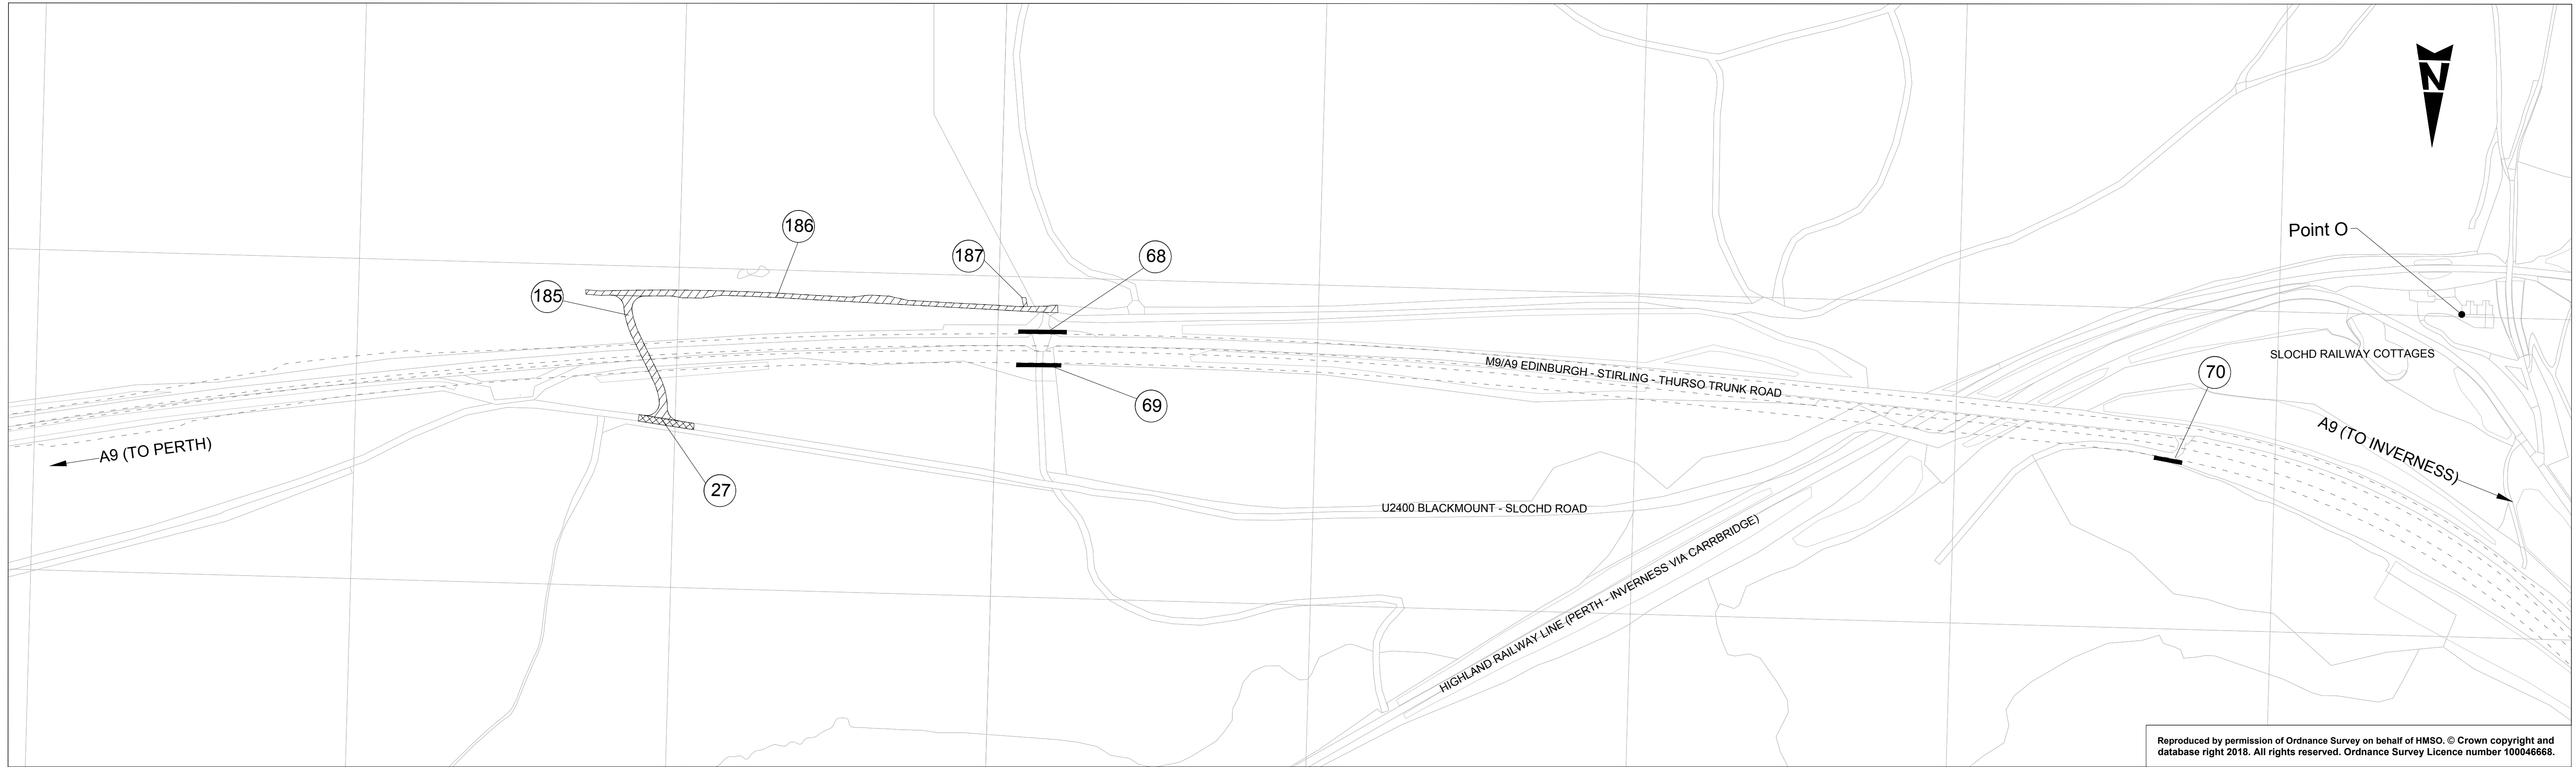 N
Point O
186
187
68
185
SLOCHD RAILWAY COTTAGES
M9/A9 EDINBURGH - STIRLING - THURSO TRUNK ROAD
70
69
A9 (TO PERTH)
A9 (TO INVERNESS)
27
U2400 BLACKMOUNT - SLOCHD ROAD
HIGHLAND RAILWAY LINE (PERTH - INVERNESS VIA CARRBRIDGE)
Reproduced by permission of Ordnance Survey on behalf of HMSO. © Crown copyright and
database right 2018. All rights reserved. Ordnance Survey Licence number 100046668.